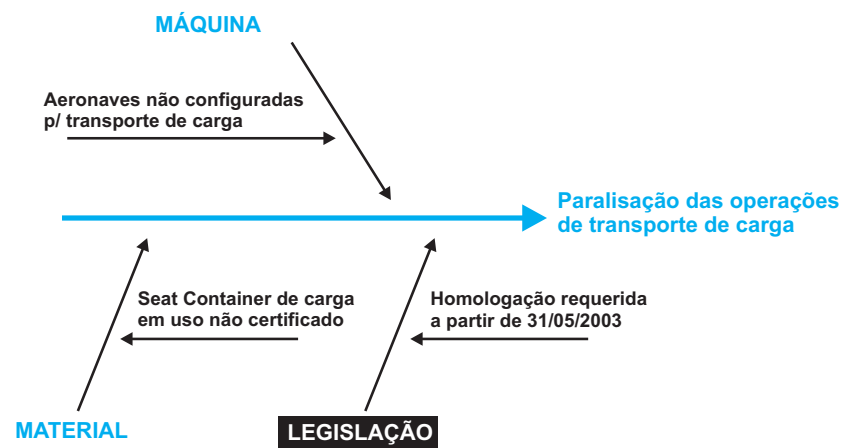 MÁQUINA
Aeronaves não configuradas
p/ transporte de carga
Paralisação das operações
de transporte de carga
Seat Container de carga
em uso não certificado
Homologação requerida
a partir de 31/05/2003
MATERIAL
LEGISLAÇÃO